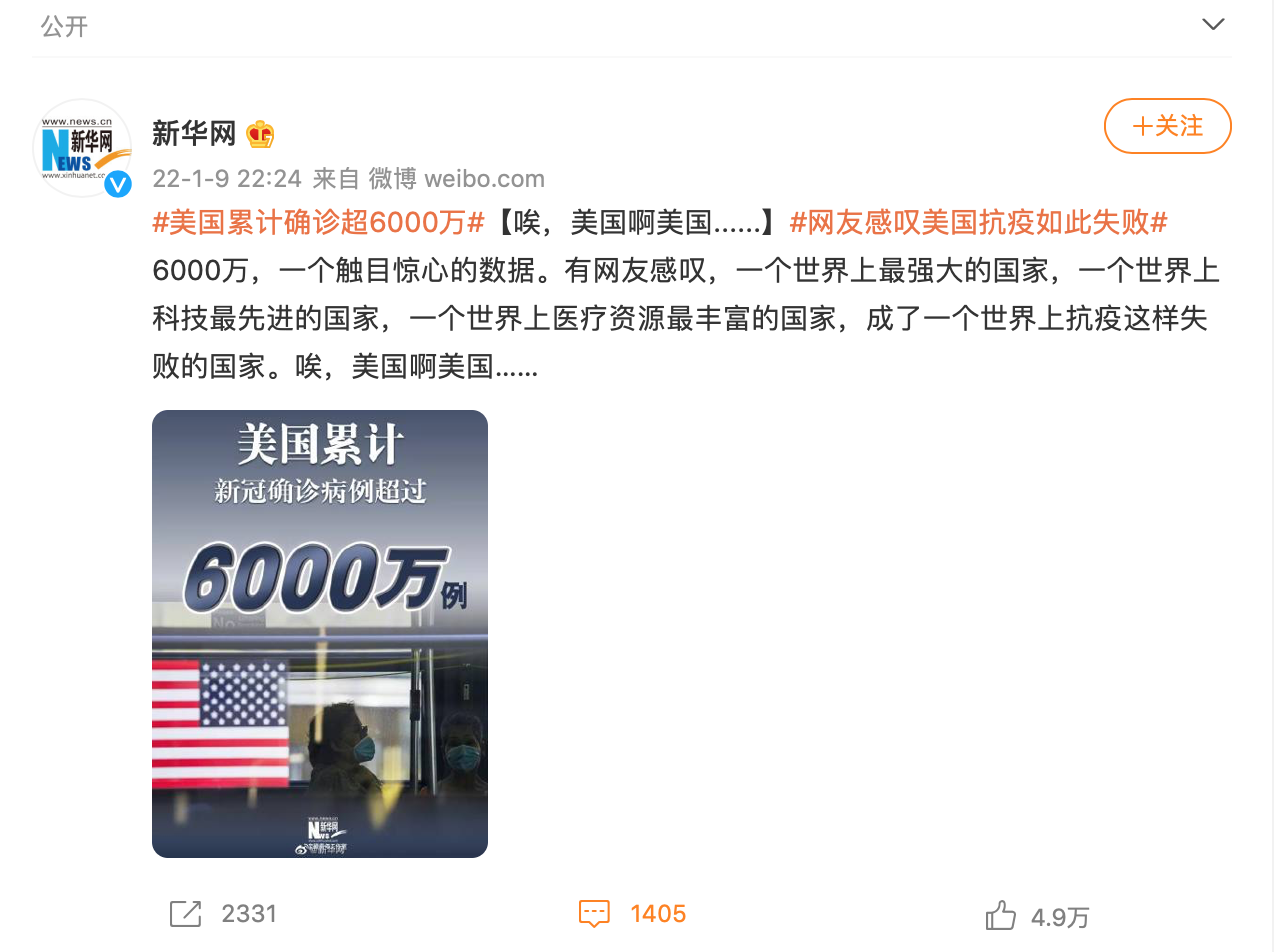 公开
www.news.cn
新华网
NEWS
www.xinhuanet.cc
新华网
+关注
22-1-9 22:24 来自 微博 weibo.com
#美国累计确诊超6000万#【唉，美国啊美国……】#网友感叹美国抗疫如此失败#
6000万，一个触目惊心的数据。有网友感叹，一个世界上最强大的国家，一个世界上
科技最先进的国家，一个世界上医疗资源最丰富的国家，成了一个世界上抗疫这样失
败的国家。唉，美国啊美国……
美国累计
新冠确诊病例超过
6000万例
No
新华网
News
2331
1405
4.9万